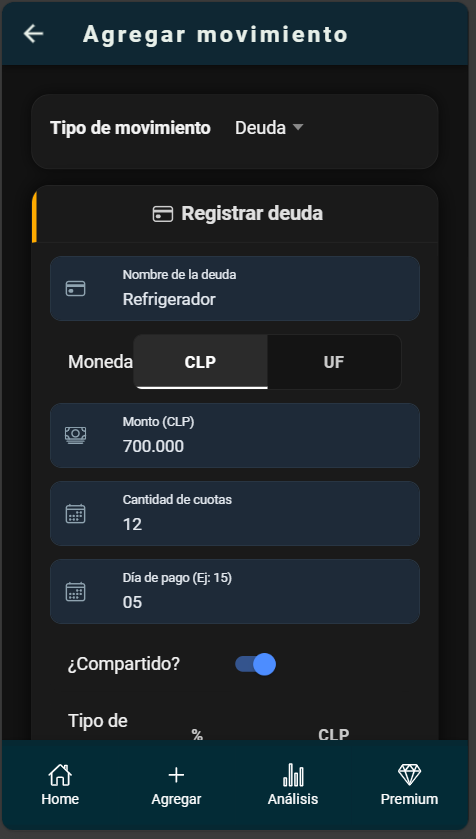 Agregar movimiento
Tipo de movimiento Deuda
Registrar deuda
Nombre de la deuda
Refrigerador
Moneda CLP UF
Monto (CLP)
700.000
Cantidad de cuotas
12
Día de pago (Ej: 15)
05
¿Compartido?
Tipo de
% CLP
Home Agregar Análisis Premium